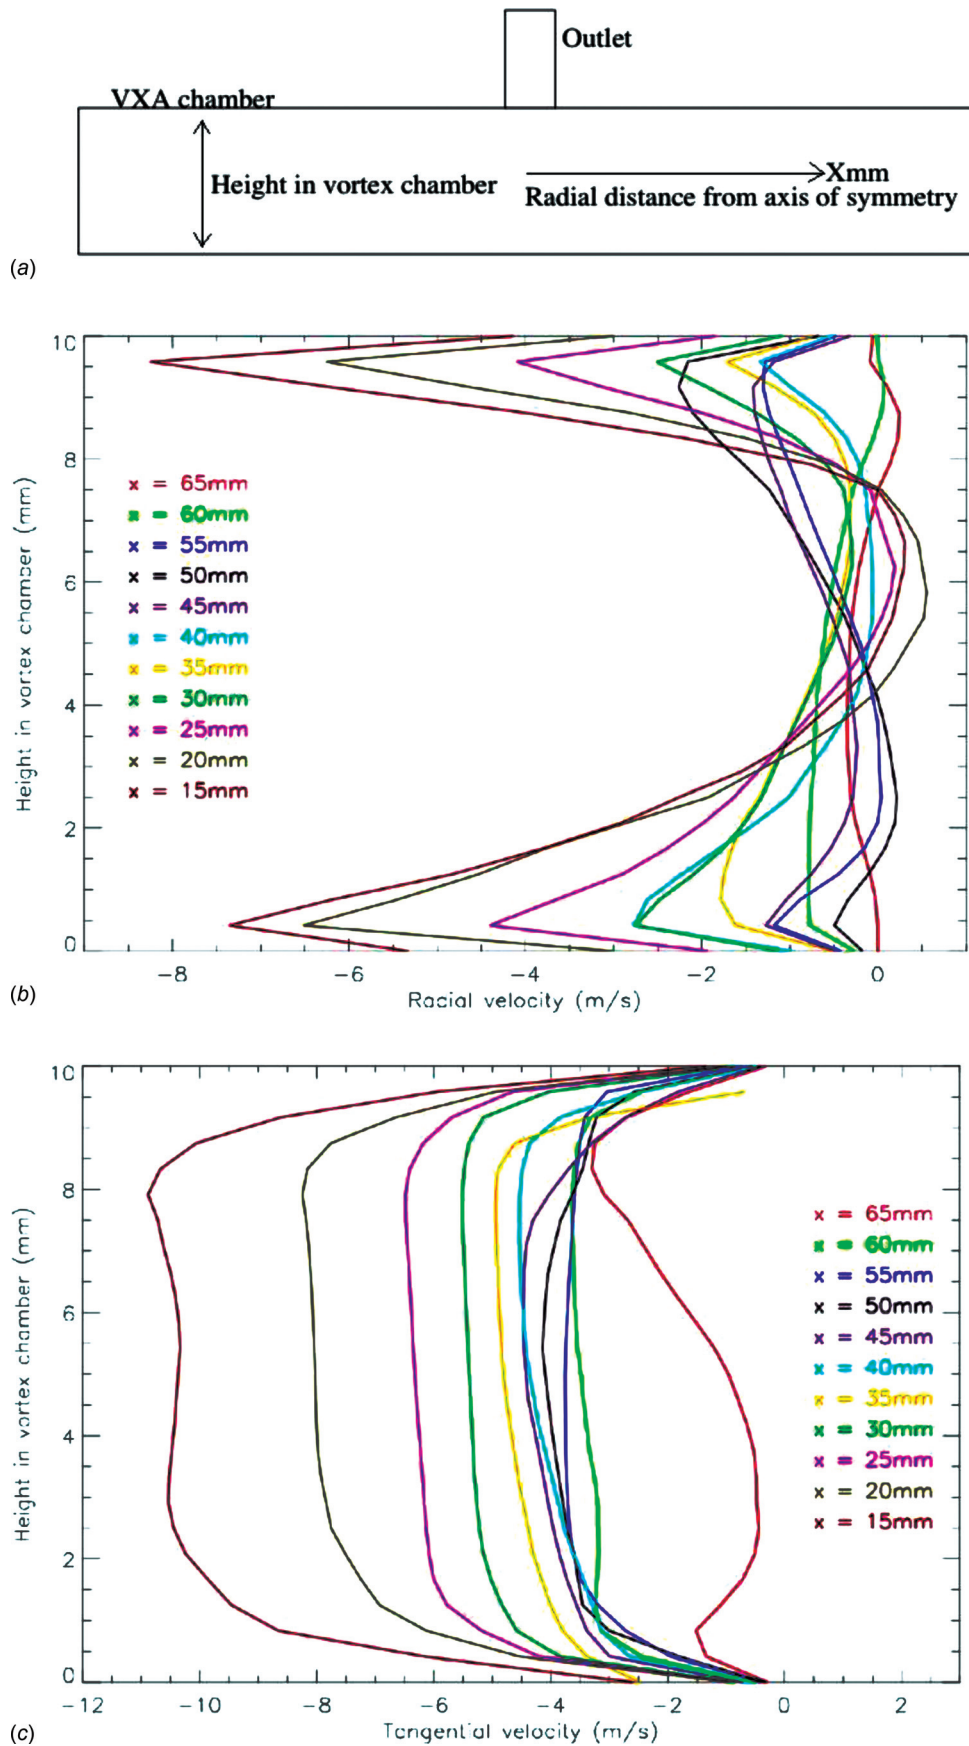 Outlet
VXA chamber
Height in vortex chamber
Xmm
Radial distance from axis of symmetry
(a)
10
8
6
4
2
0
Height in vortex chamber (mm)
x = 65mm
x = 60mm
x = 55mm
x = 50mm
x = 45mm
x = 40mm
x = 35mm
x = 30mm
x = 25mm
x = 20mm
x = 15mm
-8 -6 -4 -2 0
Radial velocity (m/s)
(b)
10
8
6
4
2
0
Height in vortex chamber (mm)
x = 65mm
x = 60mm
x = 55mm
x = 50mm
x = 45mm
x = 40mm
x = 35mm
x = 30mm
x = 25mm
x = 20mm
x = 15mm
-12 -10 -8 -6 -4 -2 0 2
Tangential velocity (m/s)
(c)